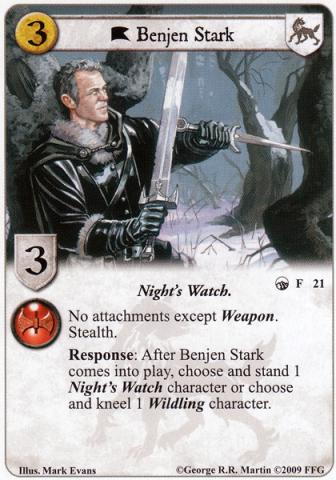 3
Benjen Stark
3
Night's Watch.
F 21
No attachments except Weapon.
Stealth.
Response: After Benjen Stark
comes into play, choose and stand 1
Night's Watch character or choose
and kneel 1 Wildling character.
Illus. Mark Evans
©George R.R. Martin ©2009 FFG